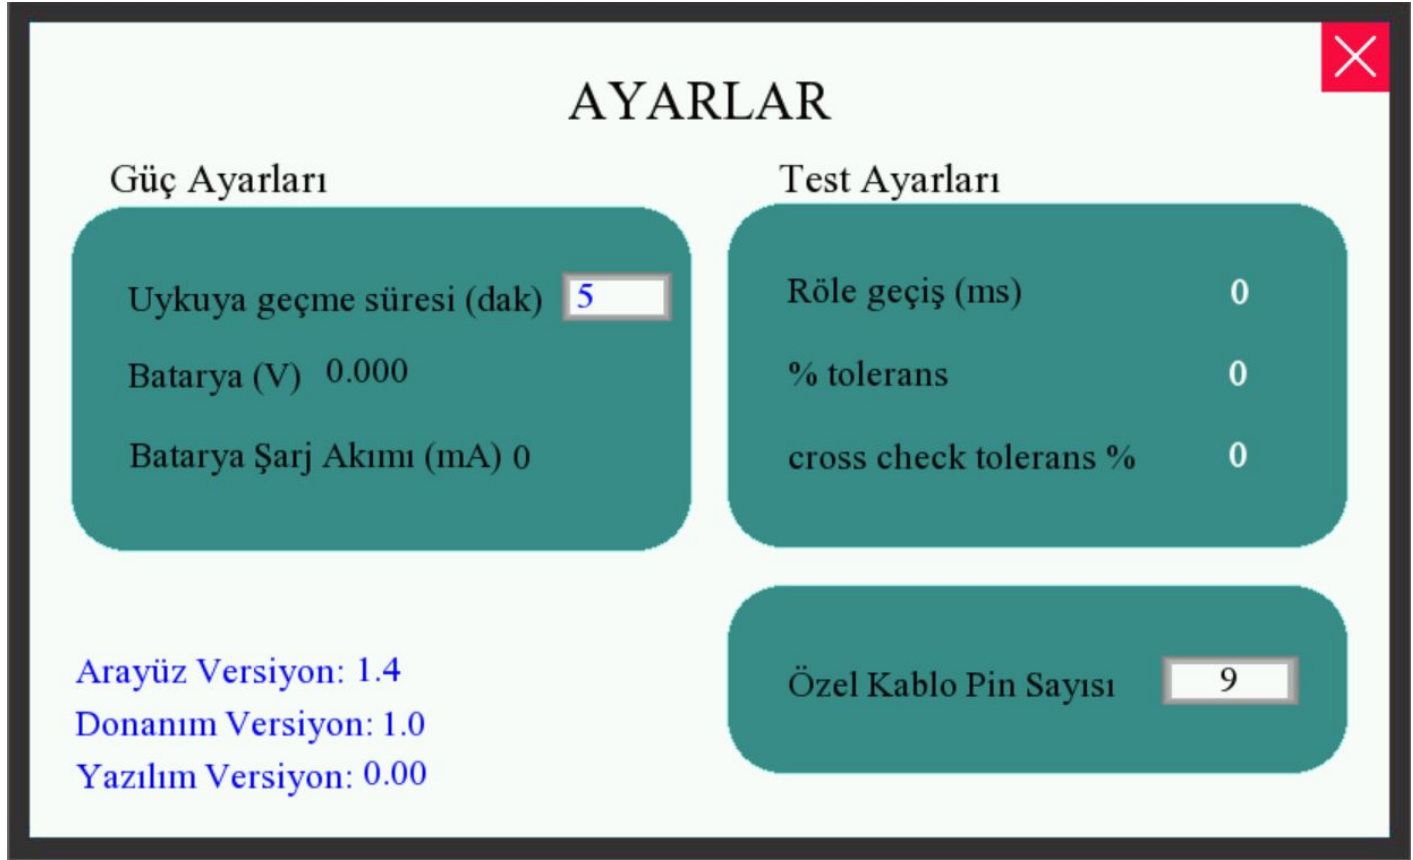 AYARLAR
Güç Ayarları
Uykuya geçme süresi (dak) 5
Batarya (V) 0.000
Batarya Şarj Akımı (mA) 0
Test Ayarları
Röle geçiş (ms) 0
% tolerans 0
cross check tolerans % 0
Özel Kablo Pin Sayısı 9
Arayüz Versiyon: 1.4
Donanım Versiyon: 1.0
Yazılım Versiyon: 0.00